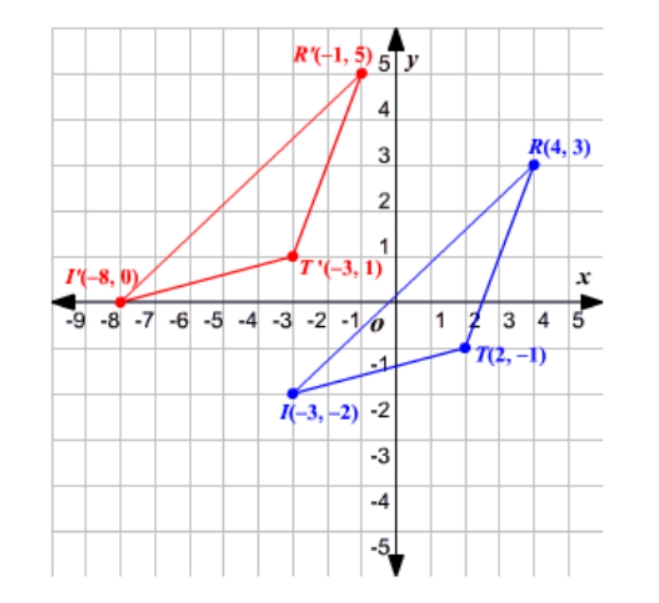 R'(−1, 5)
5
y
4
3
R(4, 3)
2
1
I'(−8, 0)
T '(−3, 1)
x
-9 -8 -7 -6 -5 -4 -3 -2 -1 o 1 2 3 4 5
-1
T(2, −1)
I(−3, −2)
-2
-3
-4
-5